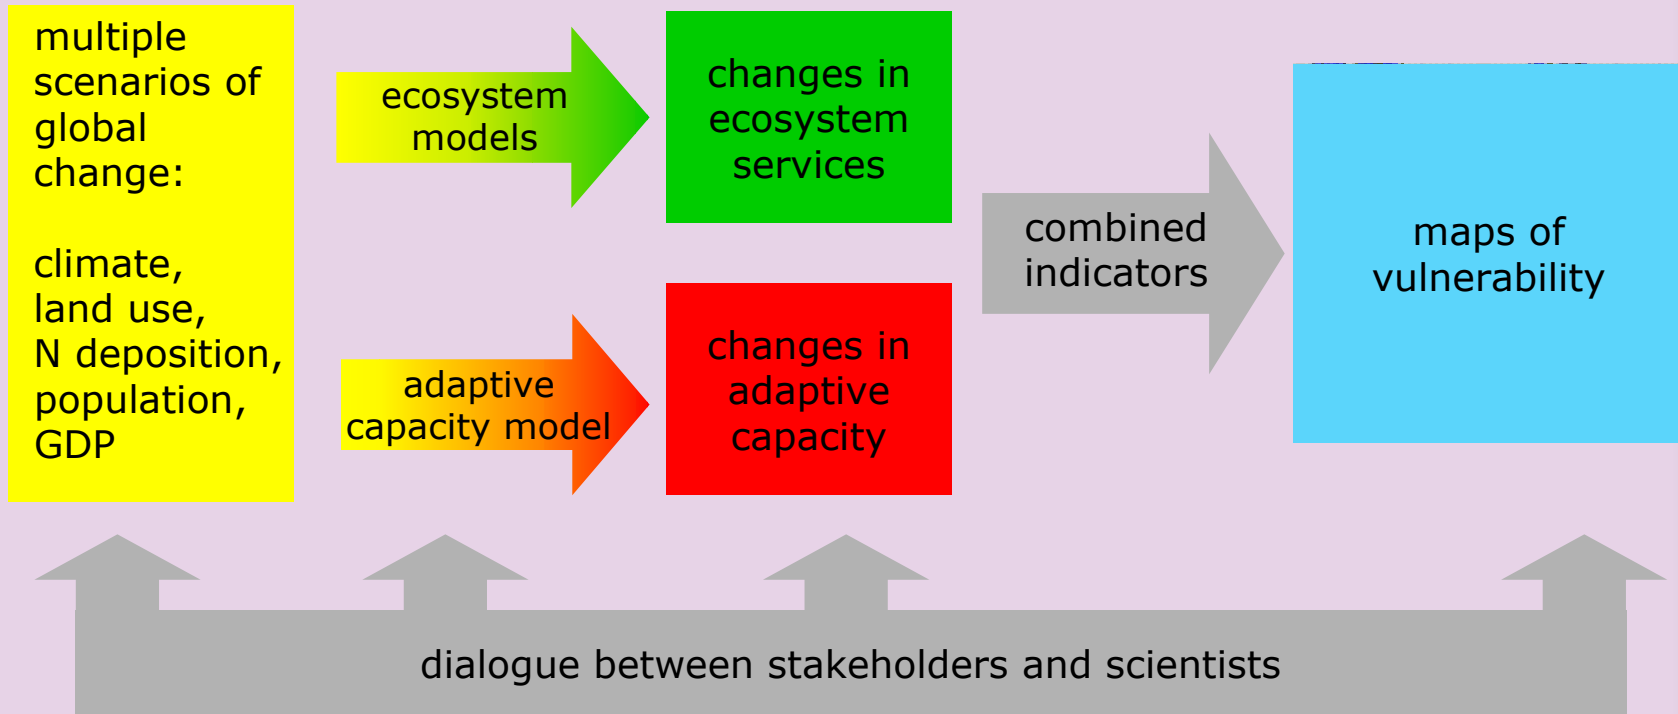 multiple
scenarios of
global
change:
climate,
land use,
N deposition,
population,
GDP
ecosystem
models
changes in
ecosystem
services
adaptive
capacity model
changes in
adaptive
capacity
combined
indicators
maps of
vulnerability
dialogue between stakeholders and scientists